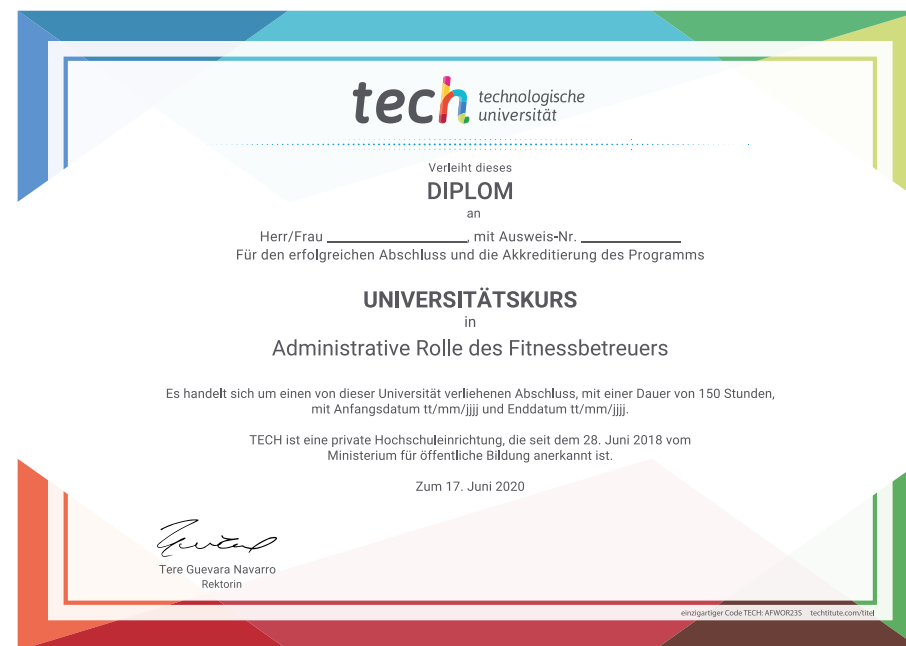 tech technologische
universität
Verleiht dieses
DIPLOM
an
Herr/Frau ____________________, mit Ausweis-Nr. ______________
Für den erfolgreichen Abschluss und die Akkreditierung des Programms
UNIVERSITÄTSKURS
in
Administrative Rolle des Fitnessbetreuers
Es handelt sich um einen von dieser Universität verliehenen Abschluss, mit einer Dauer von 150 Stunden,
mit Anfangsdatum tt/mm/jjjj und Enddatum tt/mm/jjjj.
TECH ist eine private Hochschuleinrichtung, die seit dem 28. Juni 2018 vom
Ministerium für öffentliche Bildung anerkannt ist.
Zum 17. Juni 2020
Tere Guevara Navarro
Rektorin
einzigartiger Code TECH: AFWOR235 techtitute.com/titel